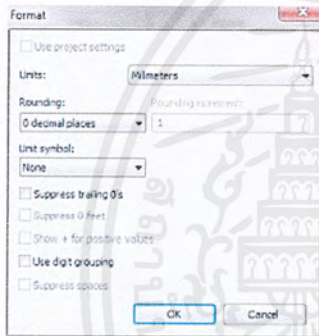 Format
Use project settings
Units: Milimeters
Rounding: Rounding increment:
0 decimal places 1
Unit symbol:
None
Suppress trailing 0's
Suppress 0 feet
Show + for positive values
Use digit grouping
Suppress spaces
OK Cancel